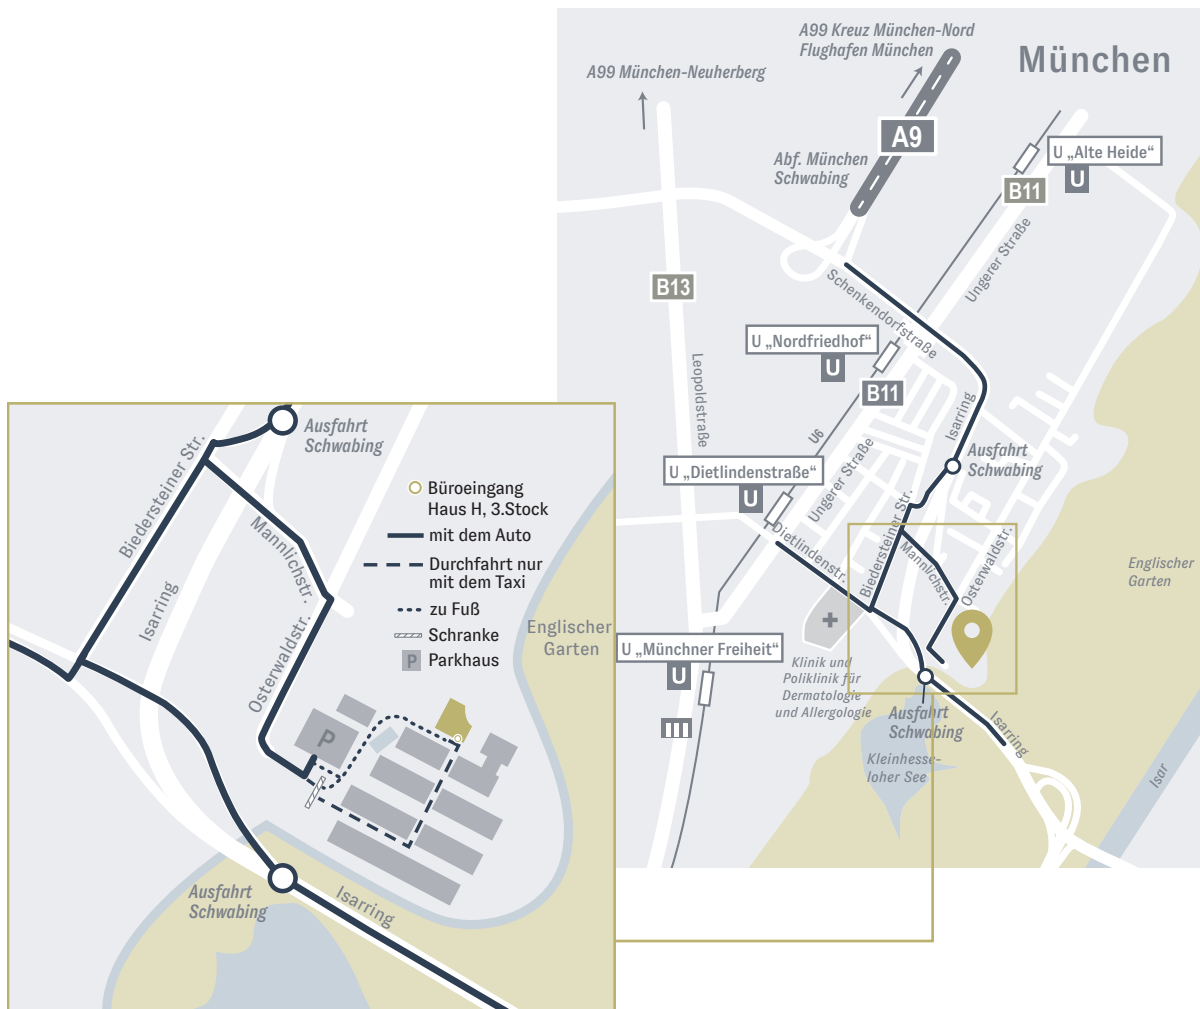 A99 Kreuz München-Nord
Flughafen München
München
A99 München-Neuherberg
A9
U „Alte Heide“
Abf. München
Schwabing
U
B11
Ungerer Straße
B13
Schenkendorfstraße
U „Nordfriedhof“
U
B11
Leopoldstraße
Isarring
U6
Ungerer Straße
Ausfahrt
Schwabing
U „Dietlindenstraße“
U
Dietlindenstr.
Biedersteiner Str.
Mannlichstr.
Osterwaldstr.
Englischer
Garten
U „Münchner Freiheit“
U
Klinik und
Poliklinik für
Dermatologie
und Allergologie
Ausfahrt
Schwabing
Isarring
Kleinhesse-
loher See
Isar
Ausfahrt
Schwabing
Biedersteiner Str.
Mannlichstr.
Isarring
Osterwaldstr.
Büroeingang
Haus H, 3.Stock
mit dem Auto
Durchfahrt nur
mit dem Taxi
zu Fuß
Schranke
P
Parkhaus
Englischer
Garten
P
Ausfahrt
Schwabing
Isarring